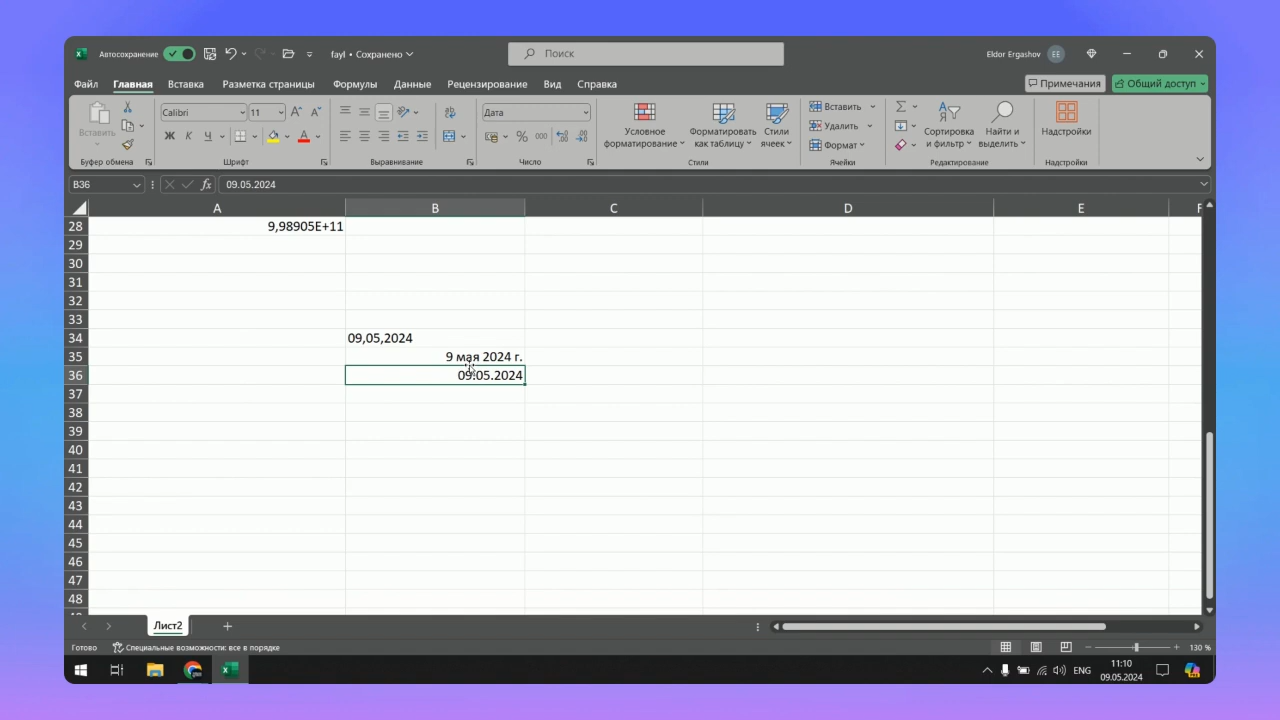 Автосохранение
fayl • Сохранено
Поиск
Eldor Ergashov EE
Файл Главная Вставка Разметка страницы Формулы Данные Рецензирование Вид Справка
Примечания Общий доступ
Вставить
Буфер обмена
Calibri 11
Ж К Ч
Шрифт
Выравнивание
Дата
% 000
Число
Условное форматирование
Форматировать как таблицу
Стили ячеек
Стили
Вставить
Удалить
Формат
Ячейки
Сортировка и фильтр
Найти и выделить
Редактирование
Надстройки
Надстройки
B36 fx 09.05.2024
A B C D E F
28 9,98905E+11
29
30
31
32
33
34 09,05,2024
35 9 мая 2024 г.
36 09.05.2024
37
38
39
40
41
42
43
44
45
46
47
48
Лист2
Готово Специальные возможности: все в порядке 130 %
ENG 11:10
09.05.2024